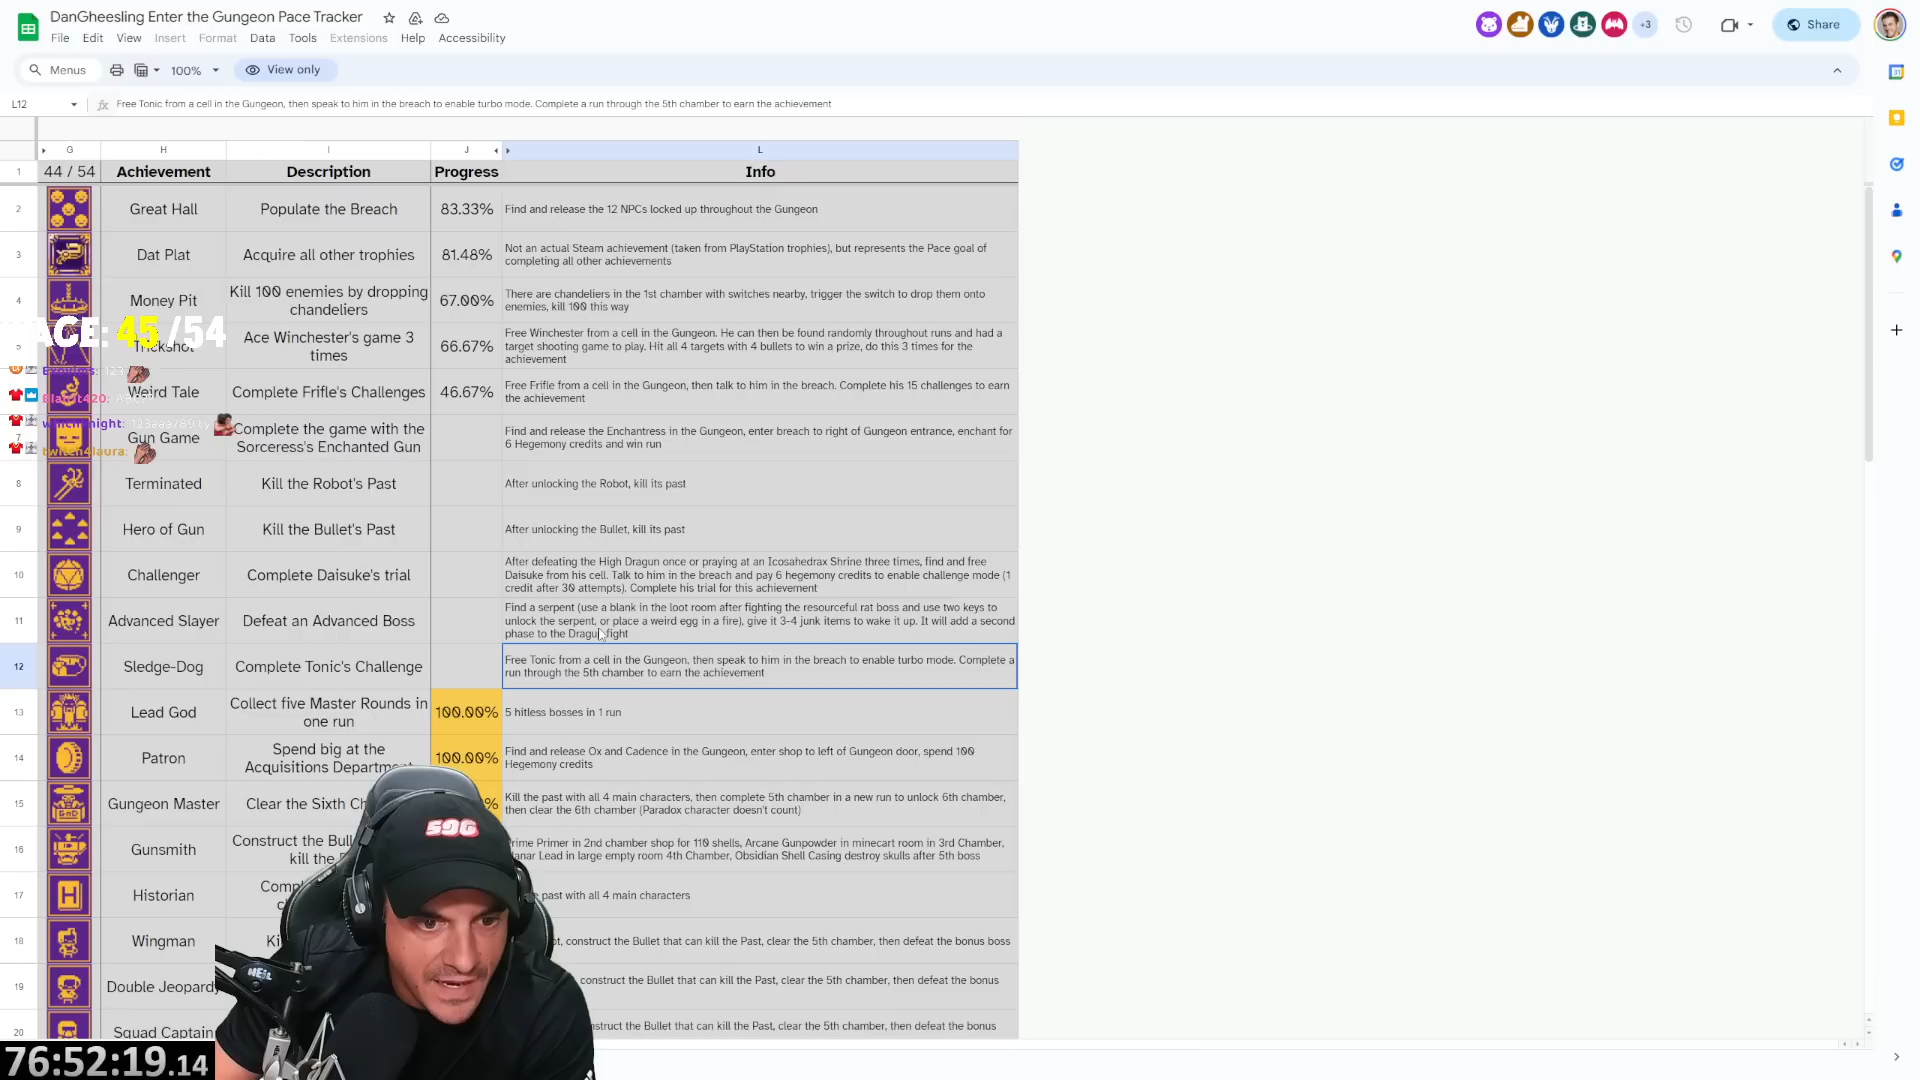 DanGheesling Enter the Gungeon Pace Tracker
Share
+3
File Edit View Insert Format Data Tools Extensions Help Accessibility
Menus 100% View only
L12 fx Free Tonic from a cell in the Gungeon, then speak to him in the breach to enable turbo mode. Complete a run through the 5th chamber to earn the achievement
G H I J L
1 44 / 54 Achievement Description Progress Info
2 Great Hall Populate the Breach 83.33% Find and release the 12 NPCs locked up throughout the Gungeon
3 Dat Plat Acquire all other trophies 81.48% Not an actual Steam achievement (taken from PlayStation trophies), but represents the Pace goal of
completing all other achievements
4 Money Pit Kill 100 enemies by dropping
chandeliers 67.00% There are chandeliers in the 1st chamber with switches nearby, trigger the switch to drop them onto
enemies, kill 100 this way
PACE: 45 /54
5 Trickshot Ace Winchester's game 3
times 66.67% Free Winchester from a cell in the Gungeon. He can then be found randomly throughout runs and had a
target shooting game to play. Hit all 4 targets with 4 bullets to win a prize, do this 3 times for the
achievement
Weird Tale Complete Frifle's Challenges 46.67% Free Frifle from a cell in the Gungeon, then talk to him in the breach. Complete his 15 challenges to earn
the achievement
7 Gun Game Complete the game with the
Sorceress's Enchanted Gun Find and release the Enchantress in the Gungeon, enter breach to right of Gungeon entrance, enchant for
6 Hegemony credits and win run
twitch4laura:
8 Terminated Kill the Robot's Past After unlocking the Robot, kill its past
9 Hero of Gun Kill the Bullet's Past After unlocking the Bullet, kill its past
10 Challenger Complete Daisuke's trial After defeating the High Dragun once or praying at an Icosahedrax Shrine three times, find and free
Daisuke from his cell. Talk to him in the breach and pay 6 hegemony credits to enable challenge mode (1
credit after 30 attempts). Complete his trial for this achievement
11 Advanced Slayer Defeat an Advanced Boss Find a serpent (use a blank in the loot room after fighting the resourceful rat boss and use two keys to
unlock the serpent, or place a weird egg in a fire), give it 3-4 junk items to wake it up. It will add a second
phase to the Dragun fight
12 Sledge-Dog Complete Tonic's Challenge Free Tonic from a cell in the Gungeon, then speak to him in the breach to enable turbo mode. Complete a
run through the 5th chamber to earn the achievement
13 Lead God Collect five Master Rounds in
one run 100.00% 5 hitless bosses in 1 run
14 Patron Spend big at the
Acquisitions Department 100.00% Find and release Ox and Cadence in the Gungeon, enter shop to left of Gungeon door, spend 100
Hegemony credits
15 Gungeon Master Clear the Sixth Kill the past with all 4 main characters, then complete 5th chamber in a new run to unlock 6th chamber,
then clear the 6th chamber (Paradox character doesn't count)
16 Gunsmith Construct the
kill the Prime Primer in 2nd chamber shop for 110 shells, Arcane Gunpowder in minecart room in 3rd Chamber,
Planar Lead in large empty room 4th Chamber, Obsidian Shell Casing destroy skulls after 5th boss
17 Historian past with all 4 main characters
18 Wingman construct the Bullet that can kill the Past, clear the 5th chamber, then defeat the bonus boss
19 Double Jeopardy construct the Bullet that can kill the Past, clear the 5th chamber, then defeat the bonus
20 Squad Captain the Bullet that can kill the Past, clear the 5th chamber, then defeat the bonus
59G
HEIL
76:52:19.14